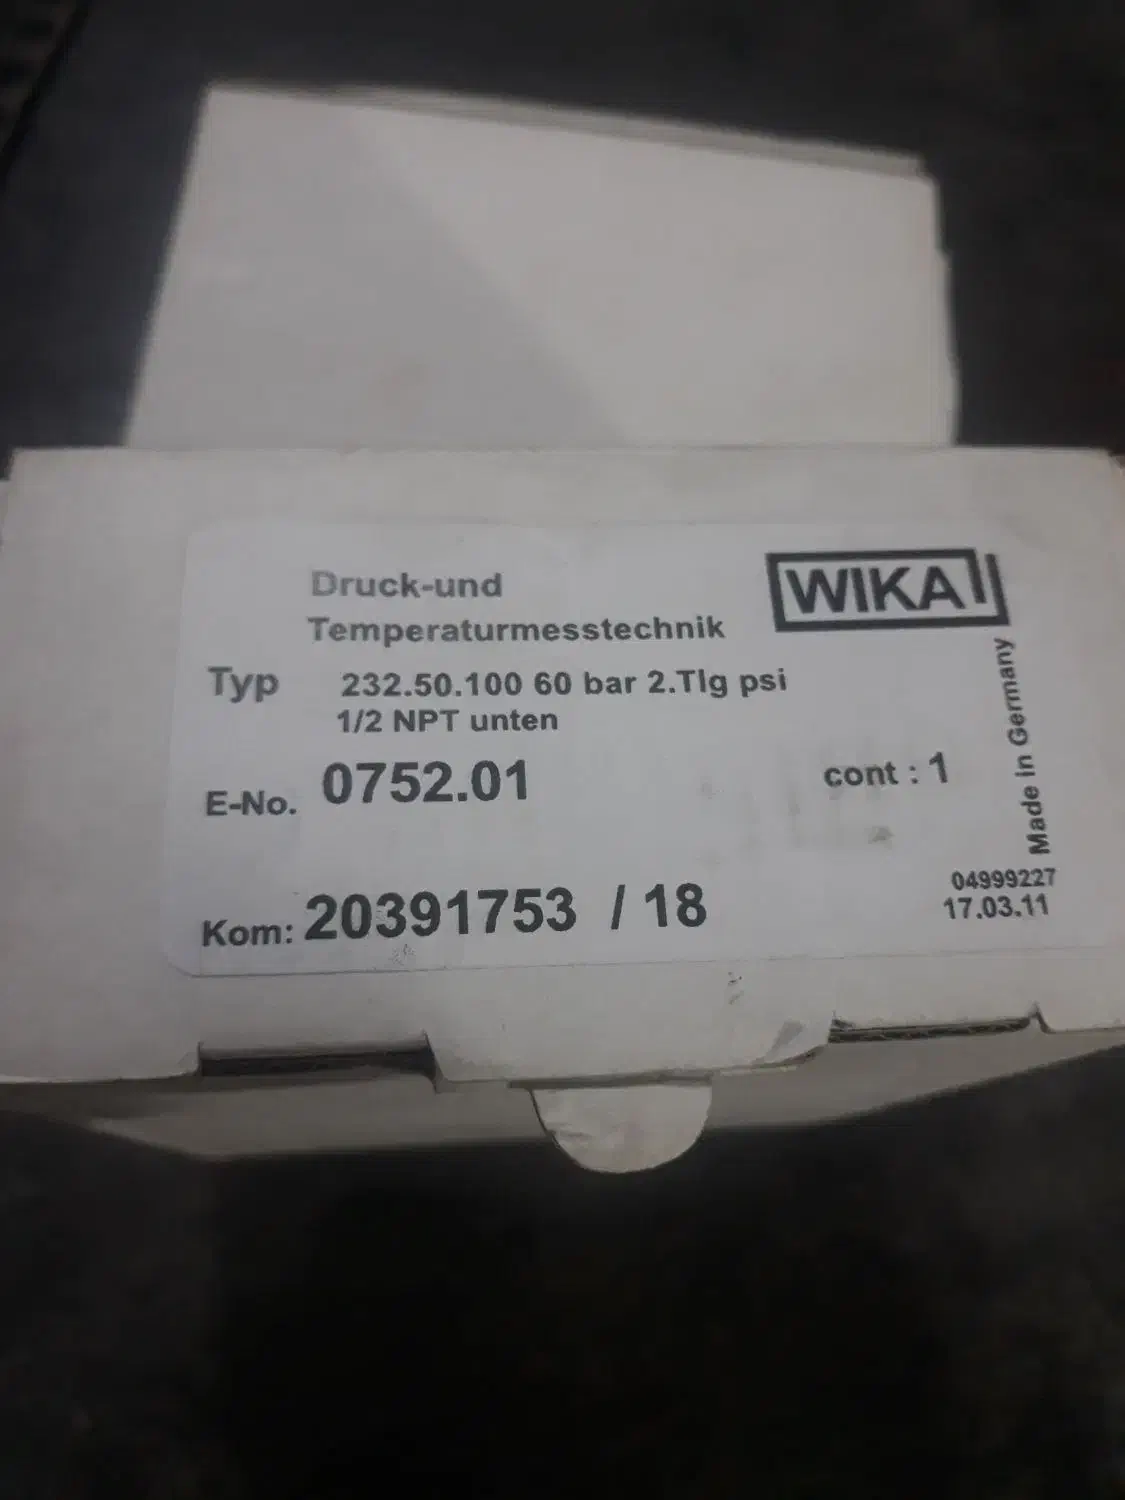 Druck-und
Temperaturmesstechnik
WIKA
Typ 232.50.100 60 bar 2.Tlg psi
1/2 NPT unten
E-No. 0752.01
cont : 1
Made in Germany
Kom: 20391753 / 18
04999227
17.03.11